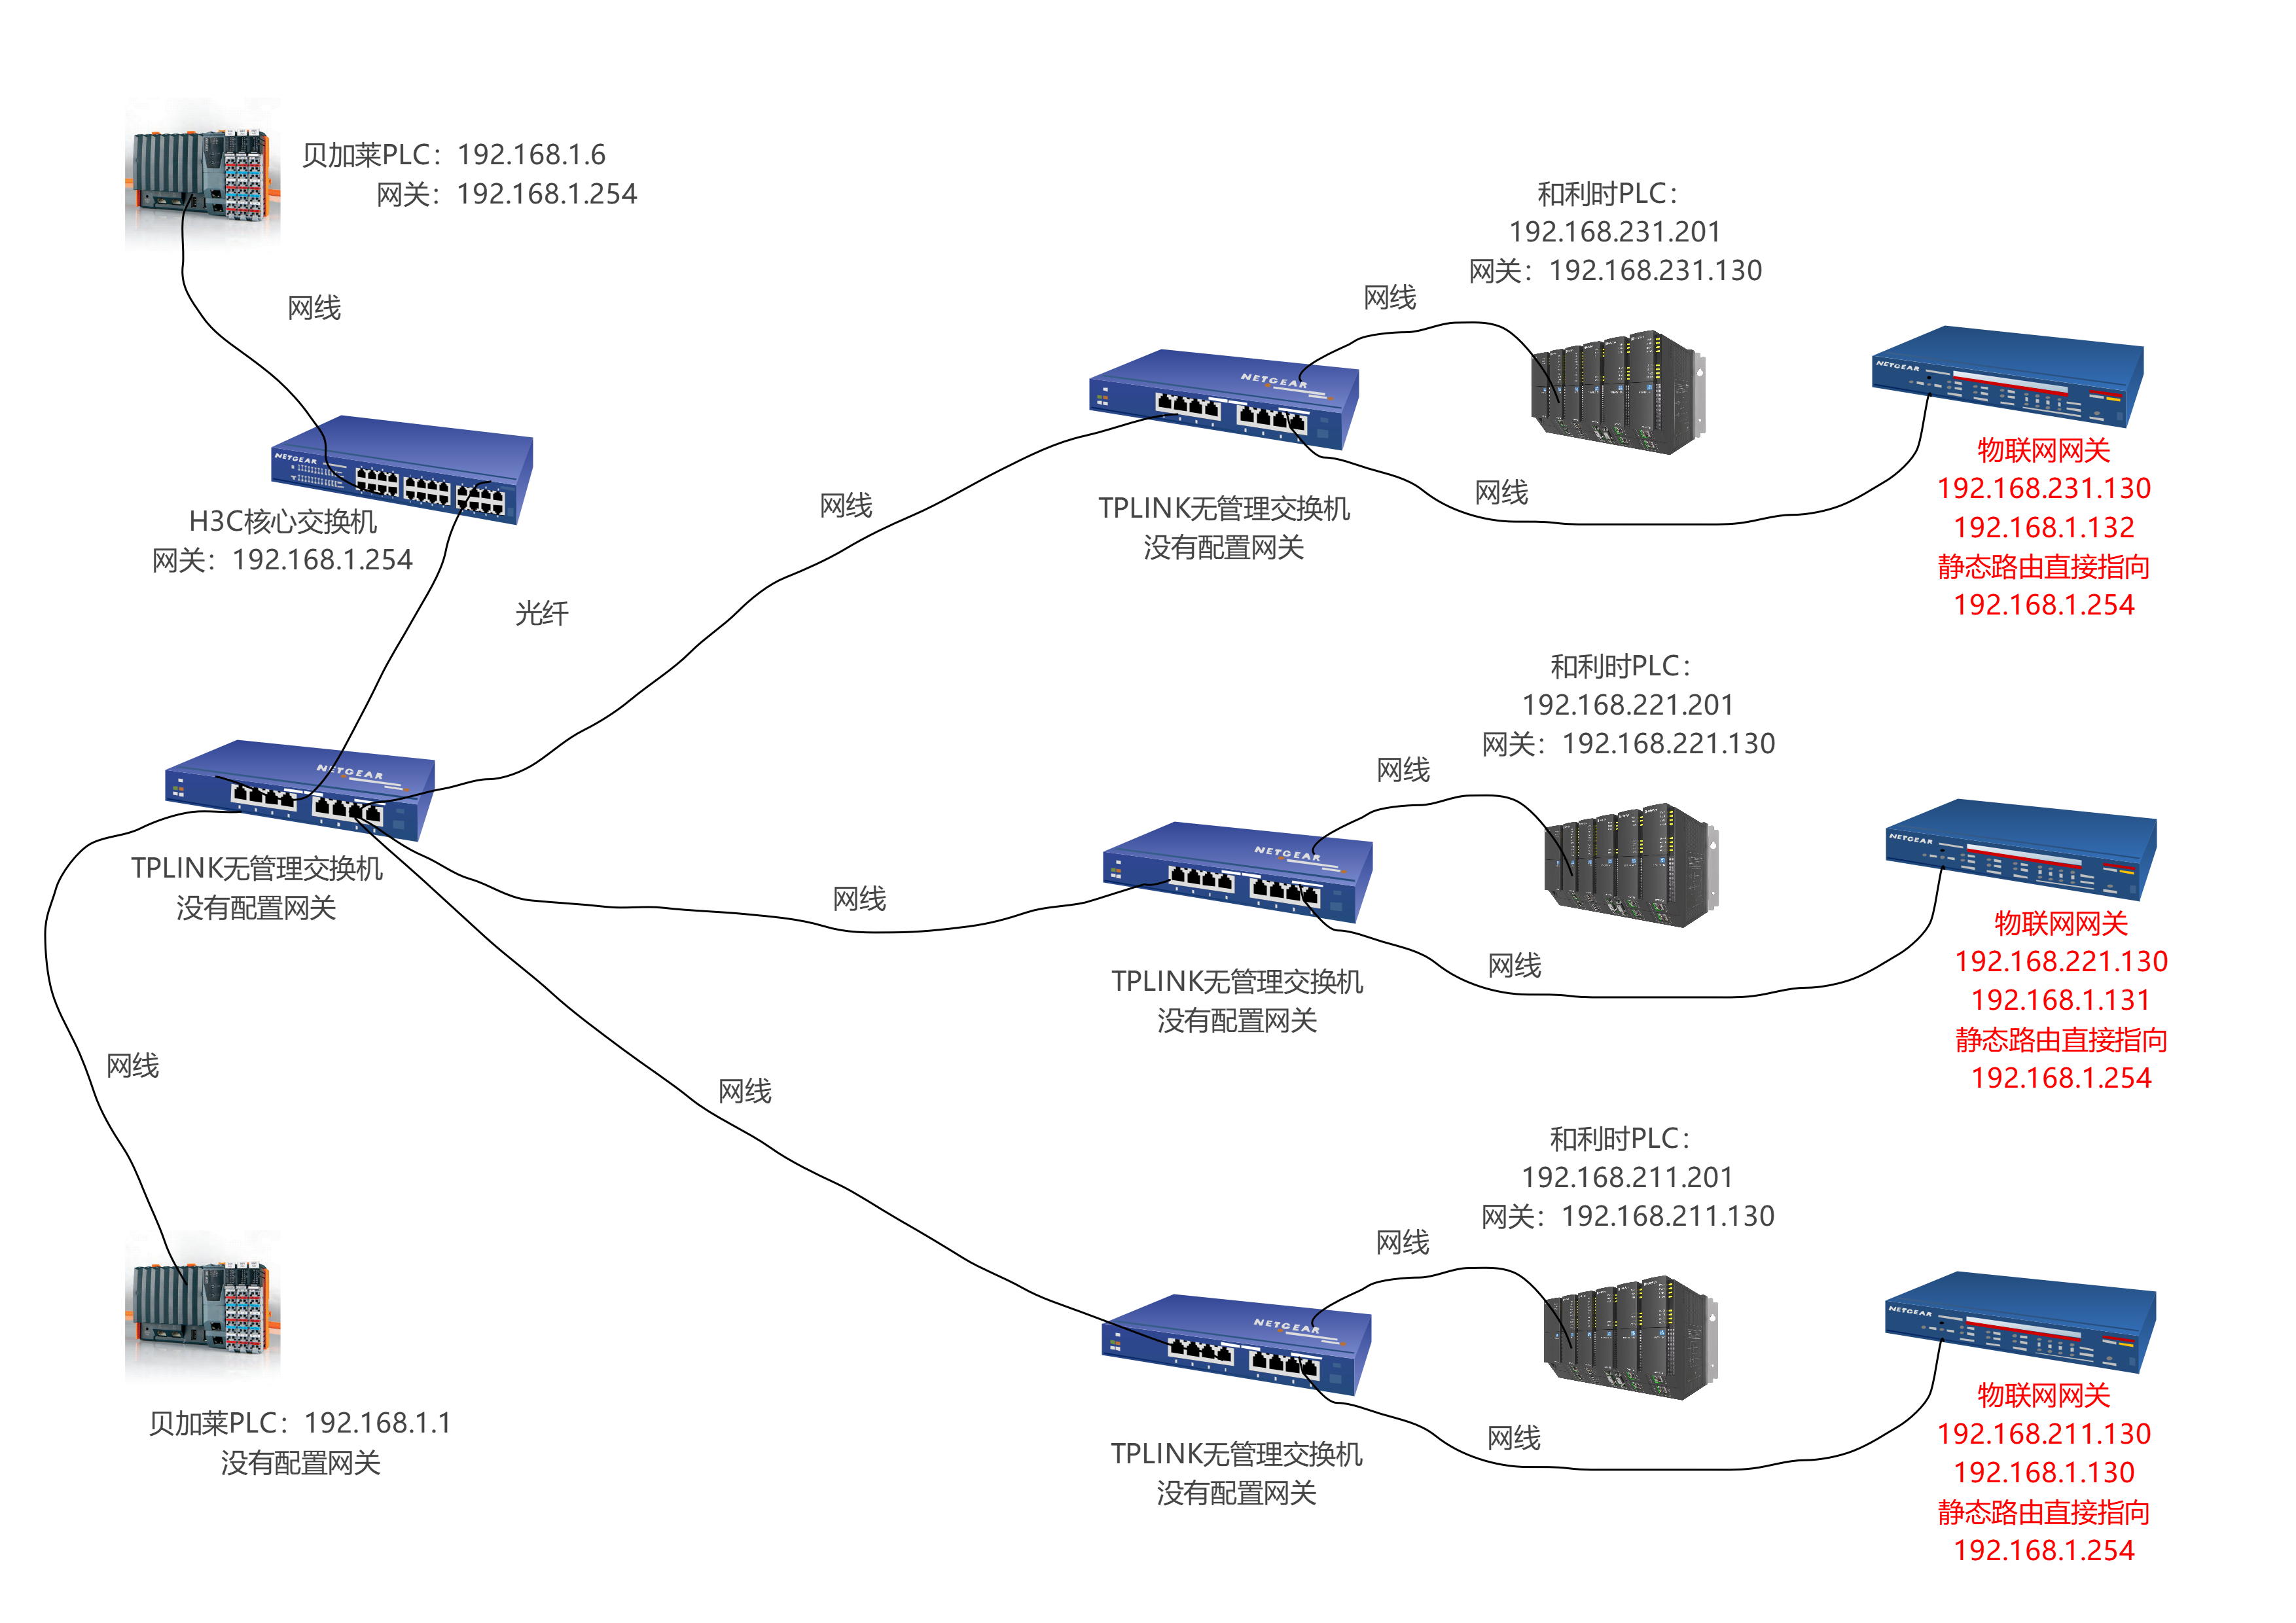 贝加莱PLC：192.168.1.6
网关：192.168.1.254
网线
NETGEAR
H3C核心交换机
网关：192.168.1.254
光纤
NETGEAR
TPLINK无管理交换机
没有配置网关
网线
贝加莱PLC：192.168.1.1
没有配置网关
网线
网线
网线
和利时PLC：
192.168.231.201
网关：192.168.231.130
网线
NETGEAR
TPLINK无管理交换机
没有配置网关
网线
NETGEAR
物联网网关
192.168.231.130
192.168.1.132
静态路由直接指向
192.168.1.254
和利时PLC：
192.168.221.201
网关：192.168.221.130
网线
NETGEAR
TPLINK无管理交换机
没有配置网关
网线
NETGEAR
物联网网关
192.168.221.130
192.168.1.131
静态路由直接指向
192.168.1.254
和利时PLC：
192.168.211.201
网关：192.168.211.130
网线
NETGEAR
TPLINK无管理交换机
没有配置网关
网线
NETGEAR
物联网网关
192.168.211.130
192.168.1.130
静态路由直接指向
192.168.1.254